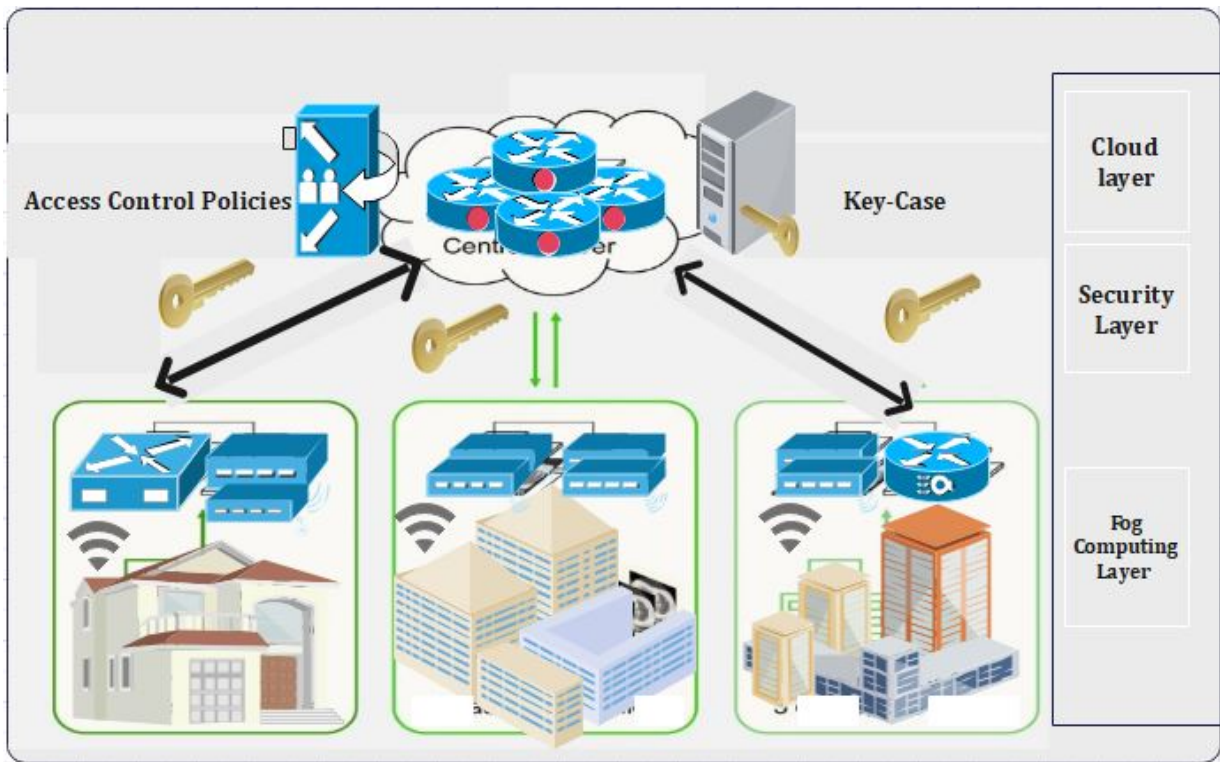 Access Control Policies
Key-Case
Cloud
layer
Security
Layer
Fog
Computing
Layer